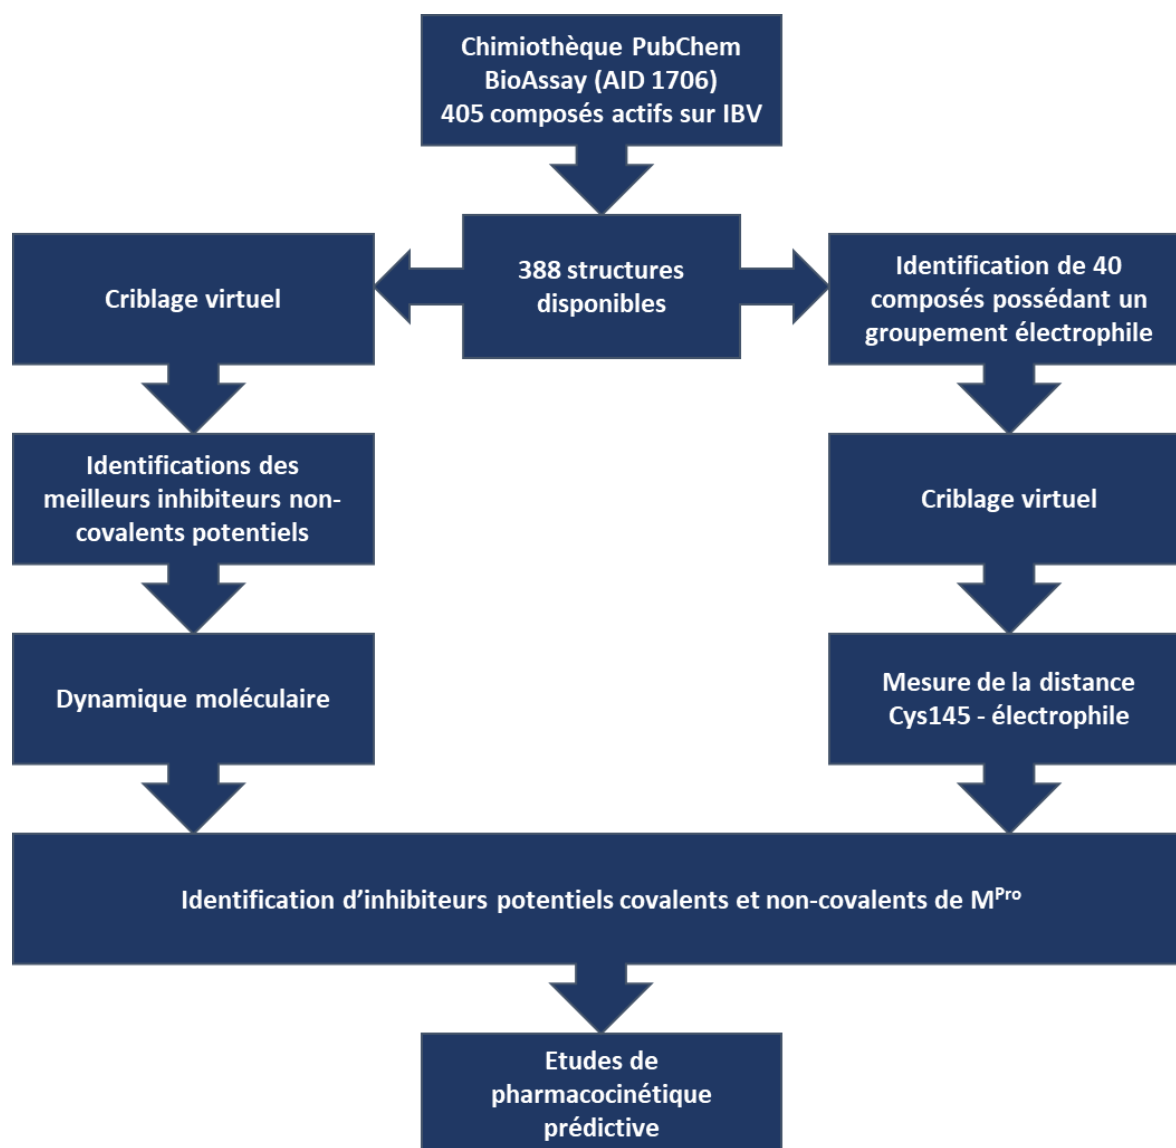 Chimiothèque PubChem
BioAssay (AID 1706)
405 composés actifs sur IBV
388 structures
disponibles
Criblage virtuel
Identification de 40
composés possédant un
groupement électrophile
Identifications des
meilleurs inhibiteurs non-
covalents potentiels
Criblage virtuel
Dynamique moléculaire
Mesure de la distance
Cys145 - électrophile
Identification d’inhibiteurs potentiels covalents et non-covalents de M^Pro
Etudes de
pharmacocinétique
prédictive